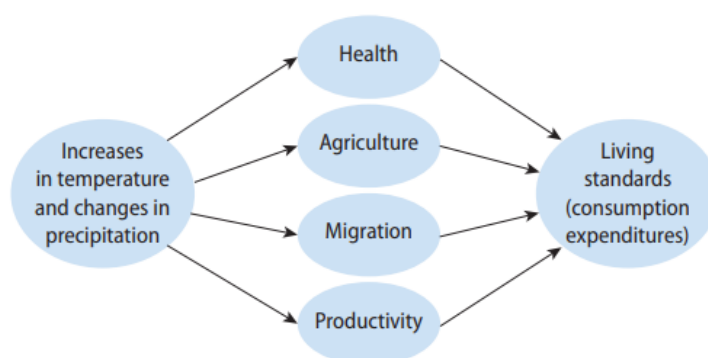 Increases
in temperature
and changes in
precipitation
Health
Agriculture
Migration
Productivity
Living
standards
(consumption
expenditures)